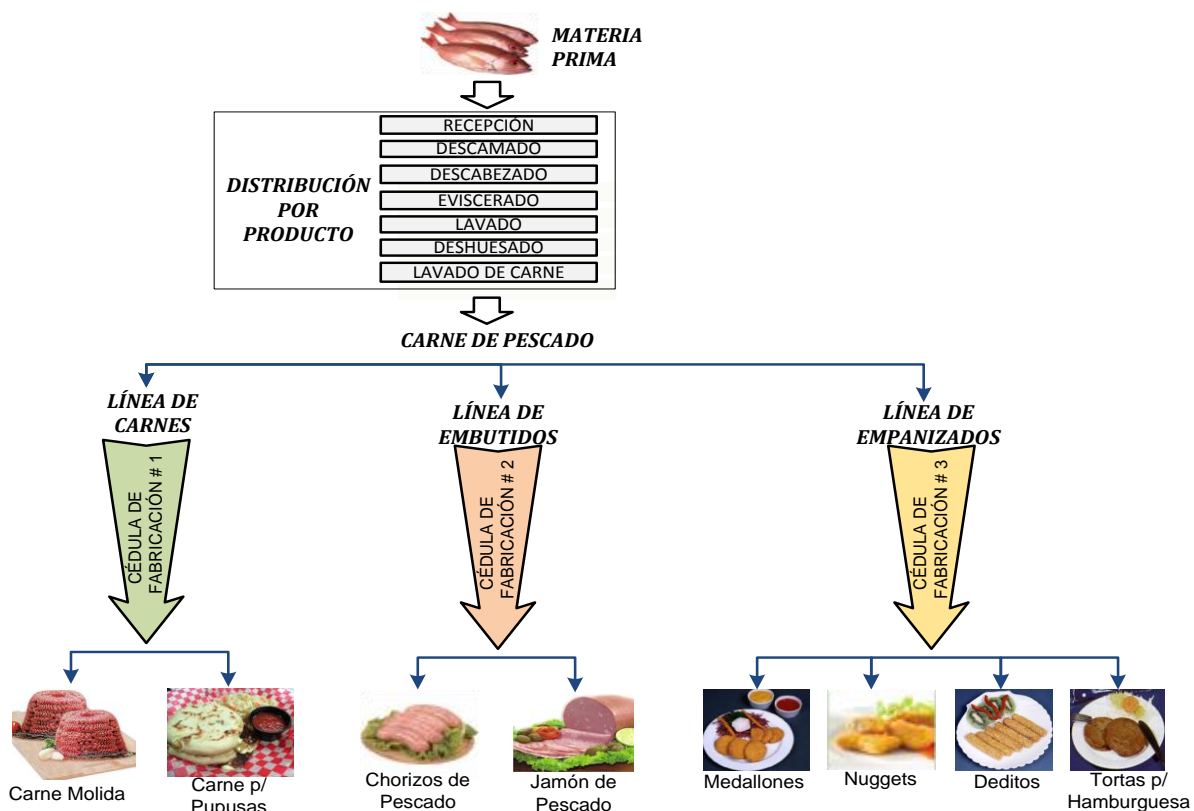 MATERIA
PRIMA
DISTRIBUCIÓN
POR
PRODUCTO
RECEPCIÓN
DESCAMADO
DESCABEZADO
EVISCERADO
LAVADO
DESHUESADO
LAVADO DE CARNE
CARNE DE PESCADO
LÍNEA DE
CARNES
CÉDULA DE
FABRICACIÓN # 1
LÍNEA DE
EMBUTIDOS
CÉDULA DE
FABRICACIÓN # 2
LÍNEA DE
EMPANIZADOS
CÉDULA DE
FABRICACIÓN # 3
Carne Molida
Carne p/
Pupusas
Chorizos de
Pescado
Jamón de
Pescado
Medallones
Nuggets
Deditos
Tortas p/
Hamburguesa